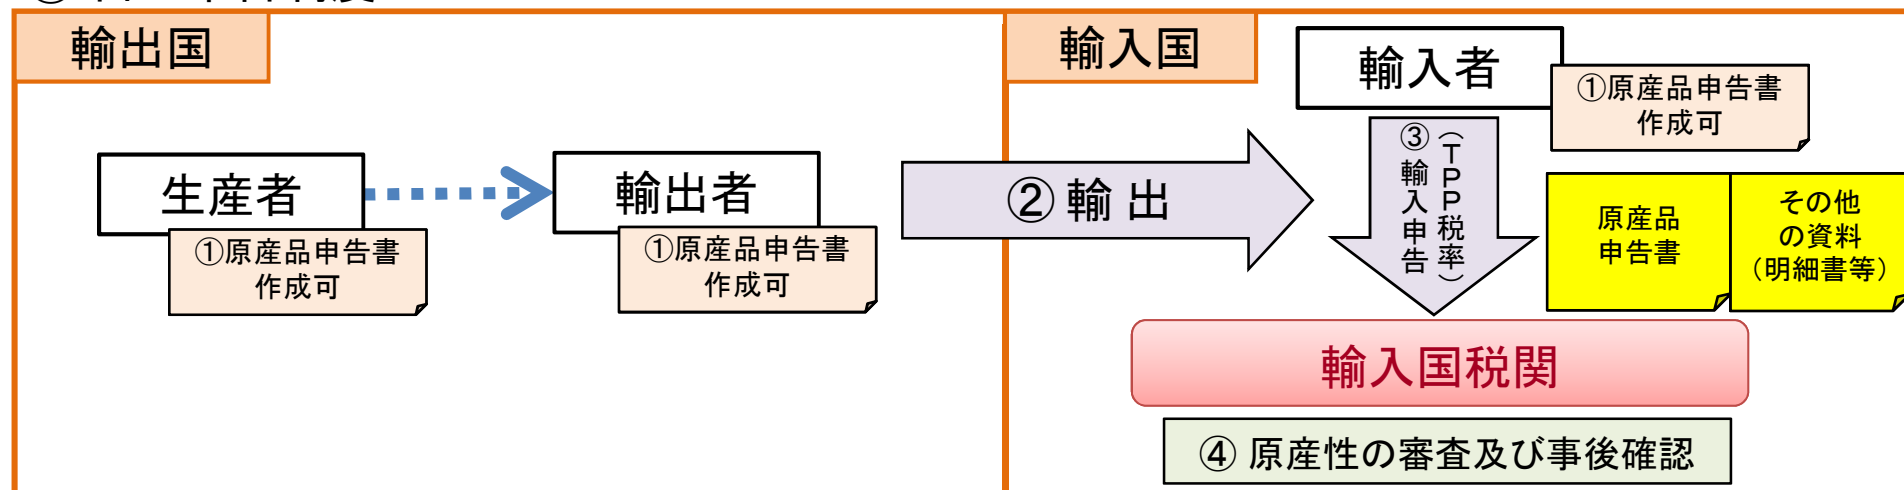 輸出国
生産者
①原産品申告書
作成可
輸出者
①原産品申告書
作成可
②輸出
輸入国
輸入者
①原産品申告書
作成可
③輸入申告
（ＴＰＰ税率）
原産品
申告書
その他
の資料
（明細書等）
輸入国税関
④原産性の審査及び事後確認